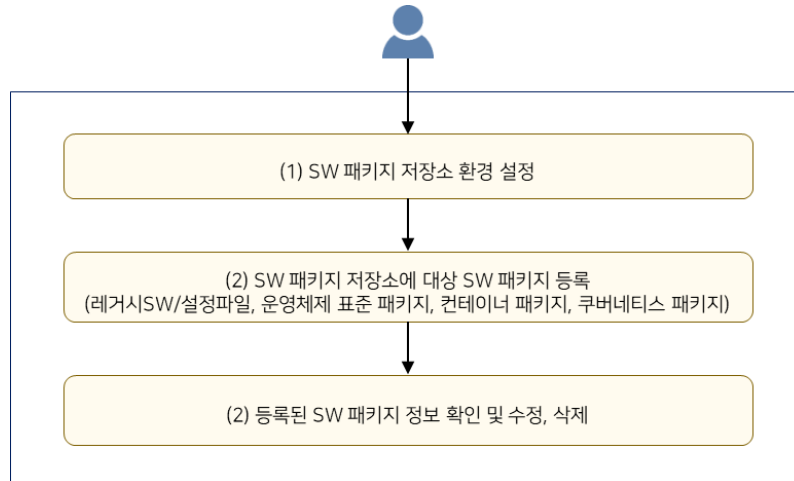 (1) SW 패키지 저장소 환경 설정
(2) SW 패키지 저장소에 대상 SW 패키지 등록
(레거시SW/설정파일, 운영체제 표준 패키지, 컨테이너 패키지, 쿠버네티스 패키지)
(2) 등록된 SW 패키지 정보 확인 및 수정, 삭제